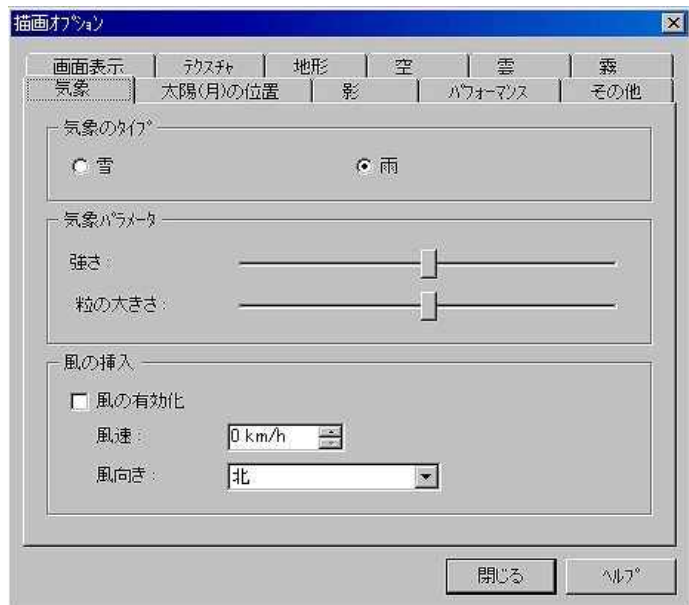 描画ｵﾌﾟｼｮﾝ
画面表示 ﾃｸｽﾁｬ 地形 空 雲 霧
気象 太陽(月)の位置 影 ﾊﾟﾌｫｰﾏﾝｽ その他
気象のﾀｲﾌﾟ
雪 雨
気象ﾊﾟﾗﾒｰﾀ
強さ :
粒の大きさ :
風の挿入
風の有効化
風速 : 0 km/h
風向き : 北
閉じる ﾍﾙﾌﾟ